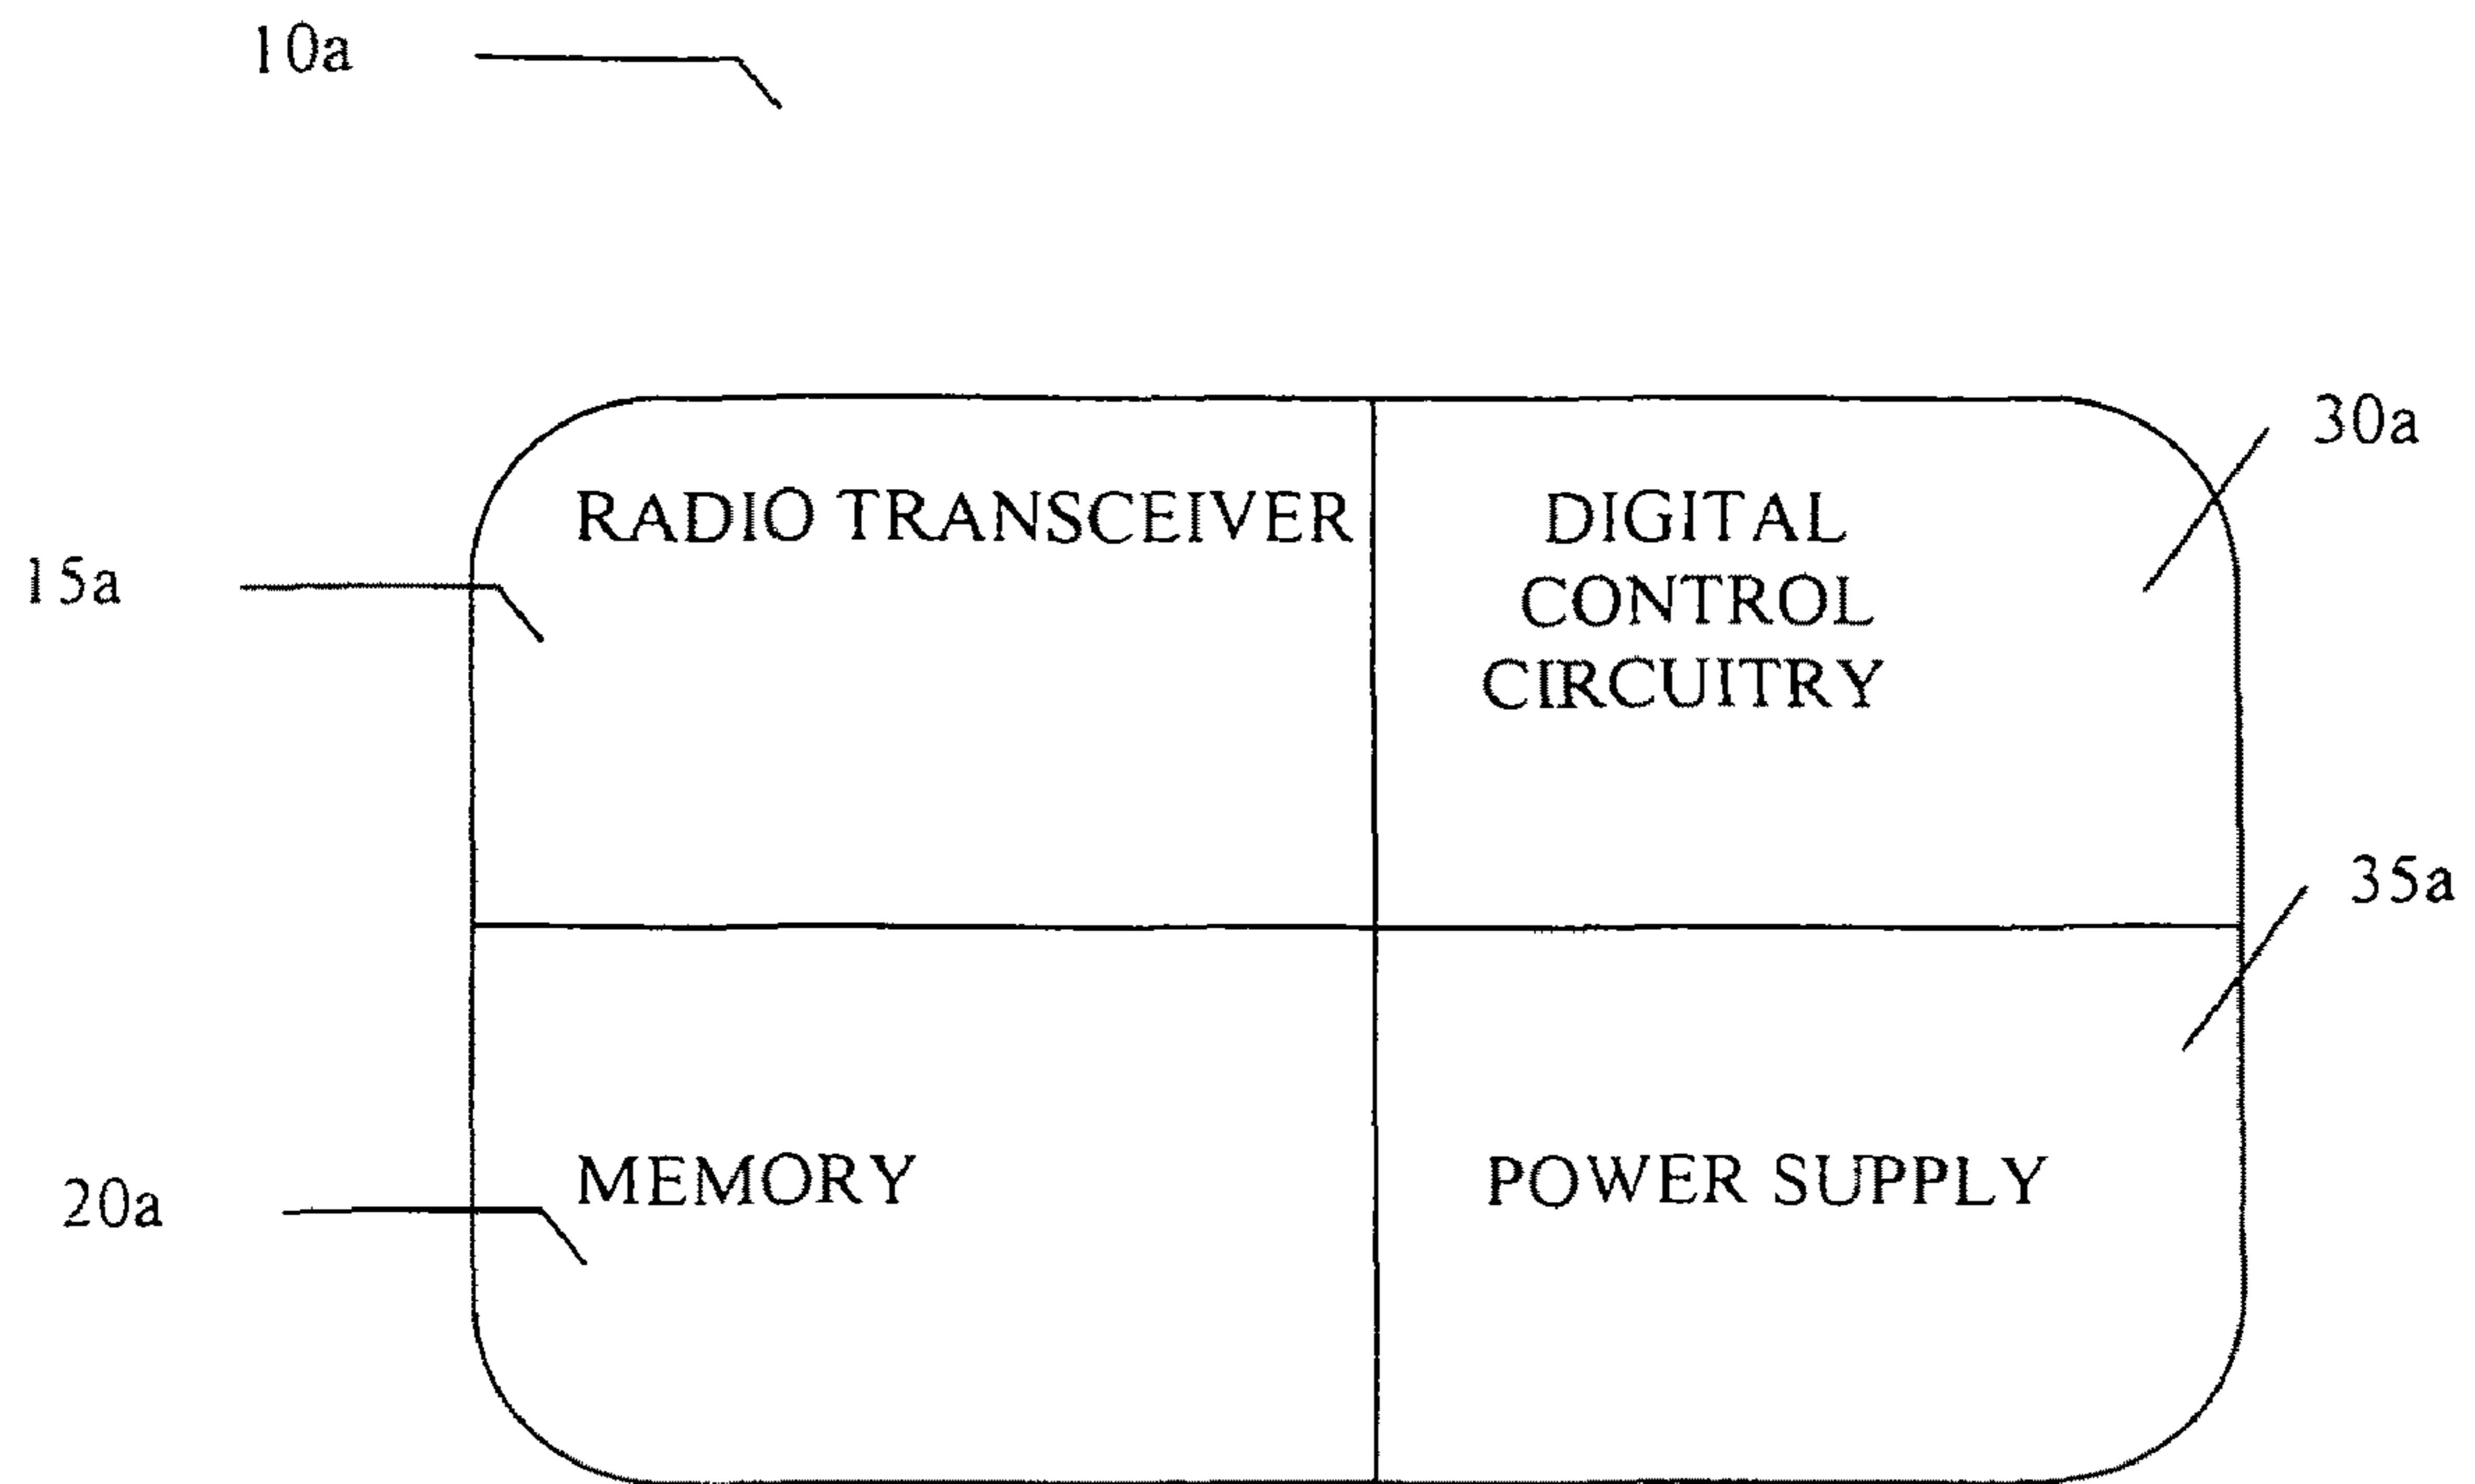 10a
30a
RADIO TRANSCEIVER
DIGITAL
CONTROL
CIRCUITRY
15a
35a
MEMORY
POWER SUPPLY
20a